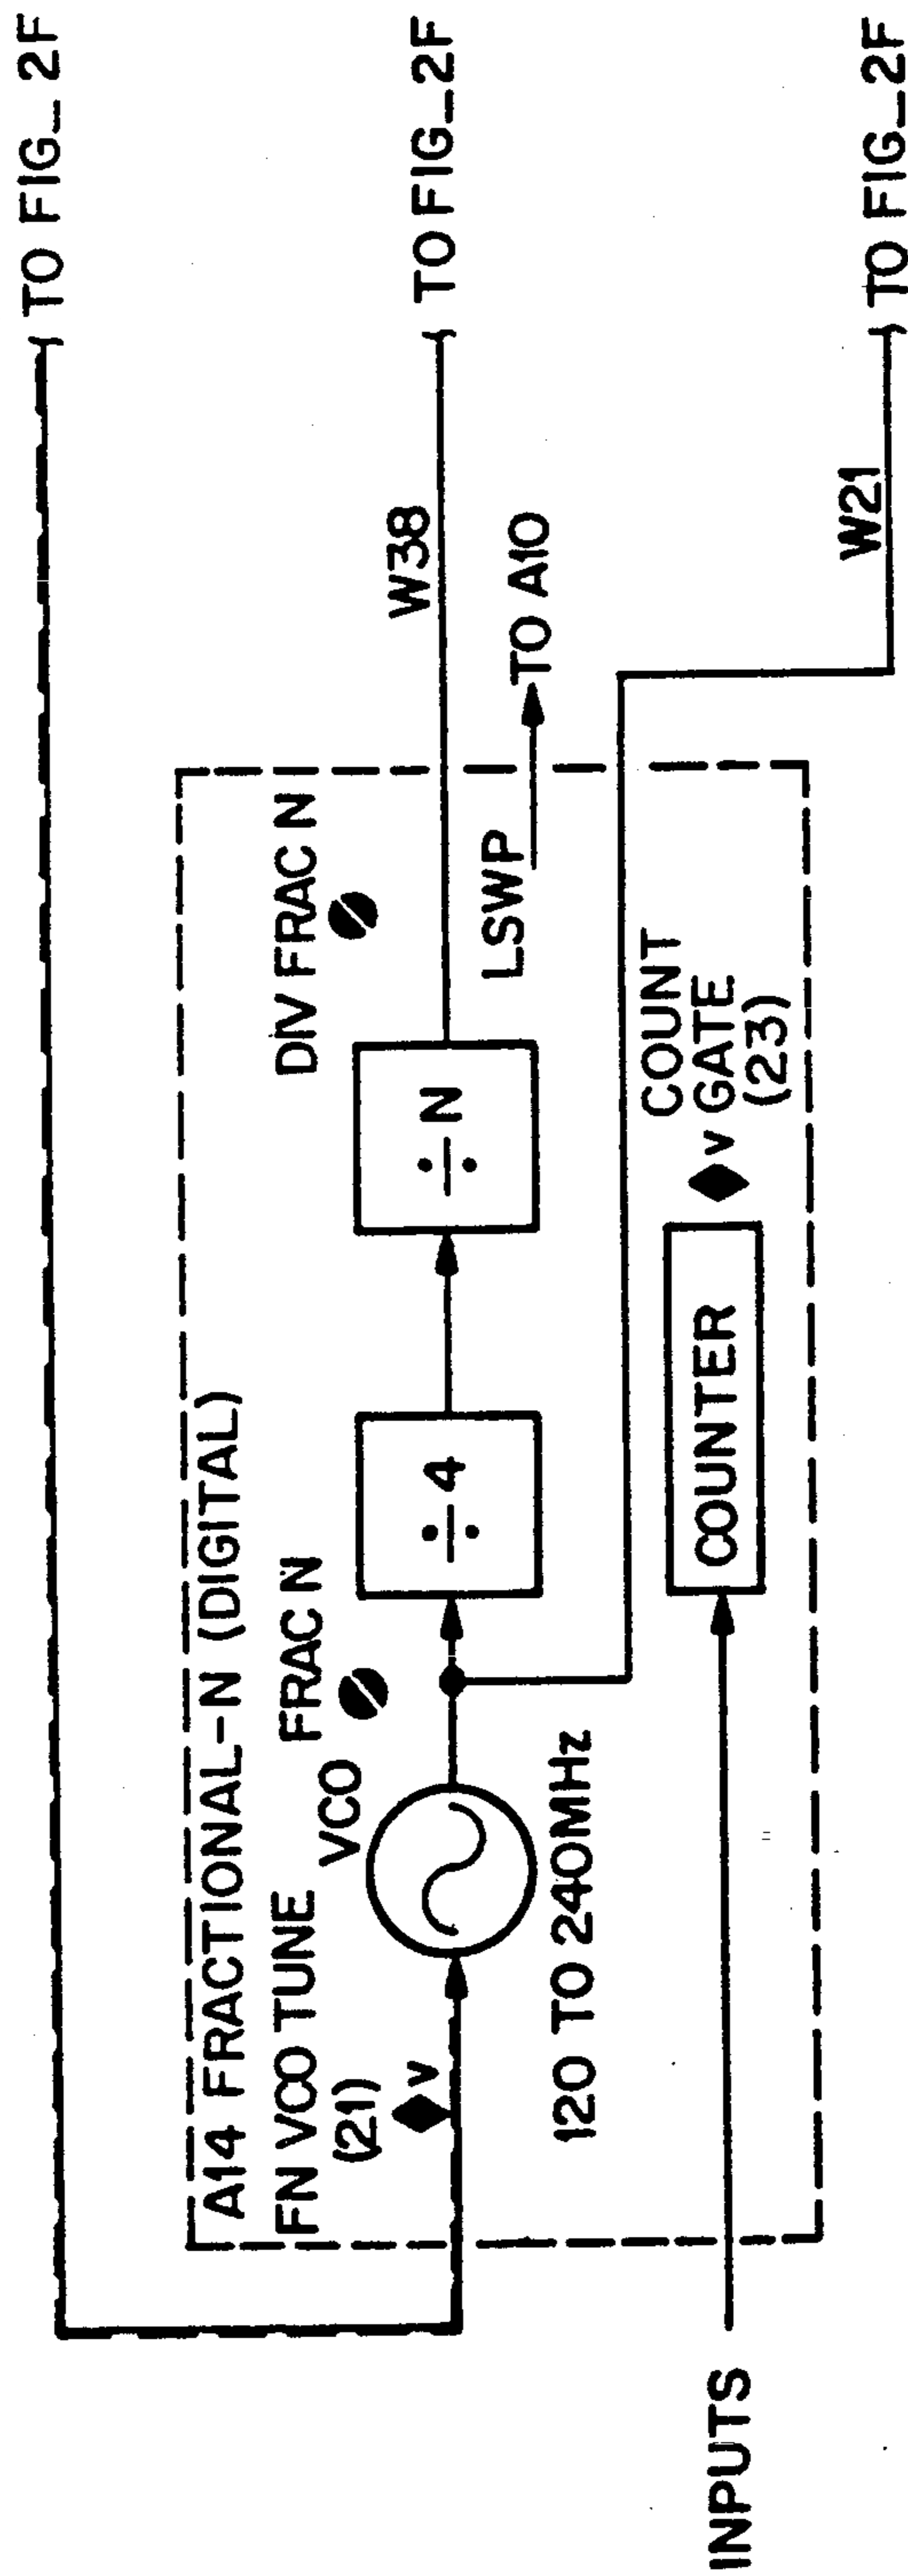 TO FIG_ 2F
A14 FRACTIONAL-N (DIGITAL)
FN VCO TUNE
(21)
v
VCO
FRAC N
DIV FRAC N
÷4
÷N
W38
TO FIG_2F
120 TO 240MHz
LSWP
TO A10
COUNT
v GATE
(23)
COUNTER
INPUTS
W21
TO FIG_2F